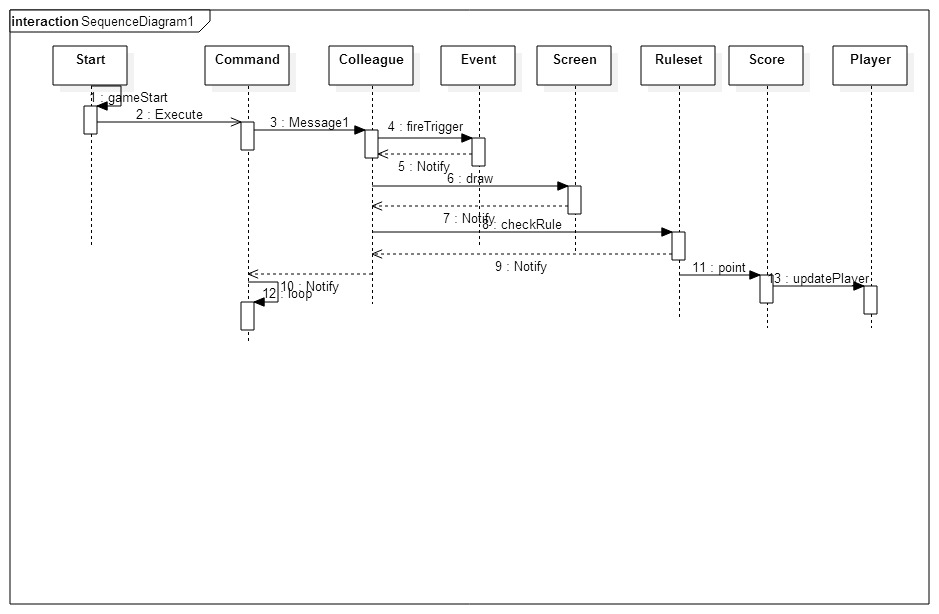 interaction SequenceDiagram1
Start
Command
Colleague
Event
Screen
Ruleset
Score
Player
1 : gameStart
2 : Execute
3 : Message1
4 : fireTrigger
5 : Notify
6 : draw
7 : Notify
8 : checkRule
9 : Notify
11 : point
13 : updatePlayer
10 : Notify
12 : loop